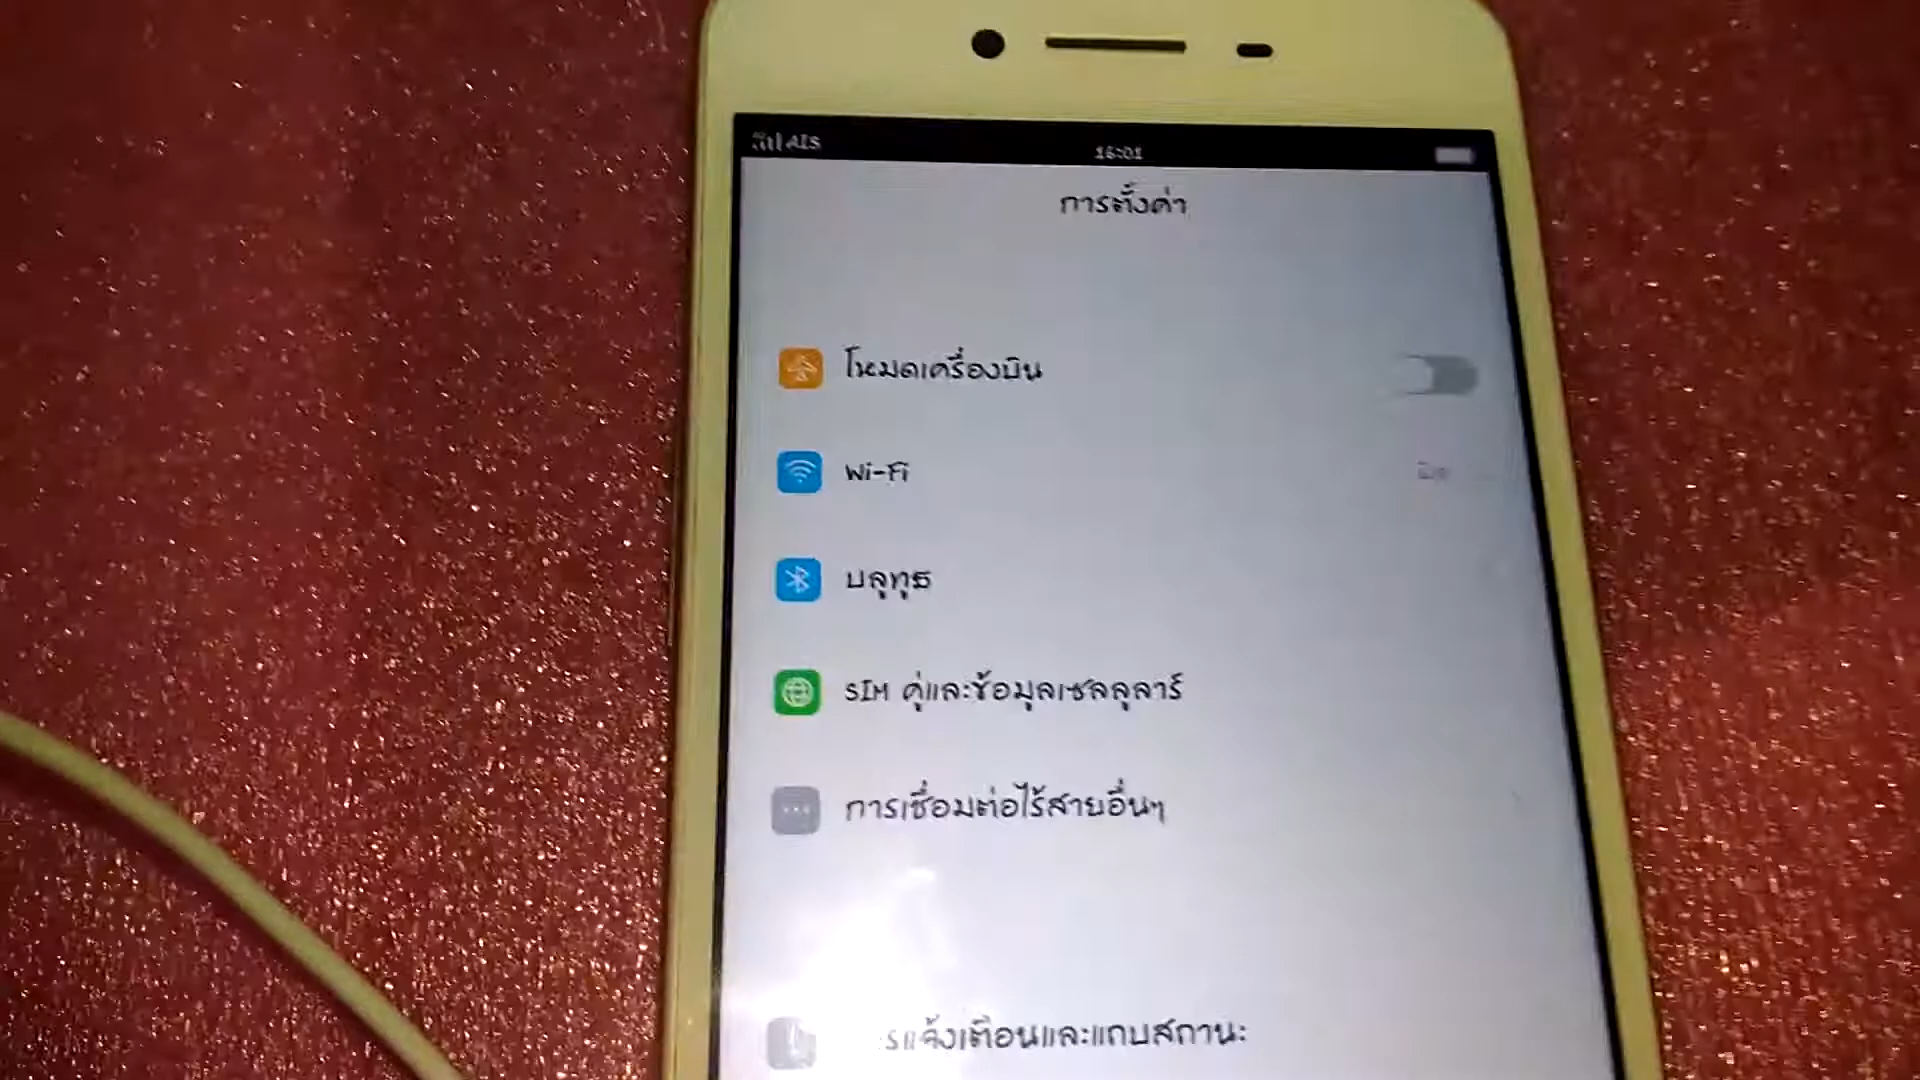 AIS
16:01
การตั้งค่า
โหมดเครื่องบิน
Wi-Fi
บลูทูธ
SIM คู่และข้อมูลเซลลูลาร์
การเชื่อมต่อไร้สายอื่นๆ
รแจ้งเตือนและแถบสถานะ